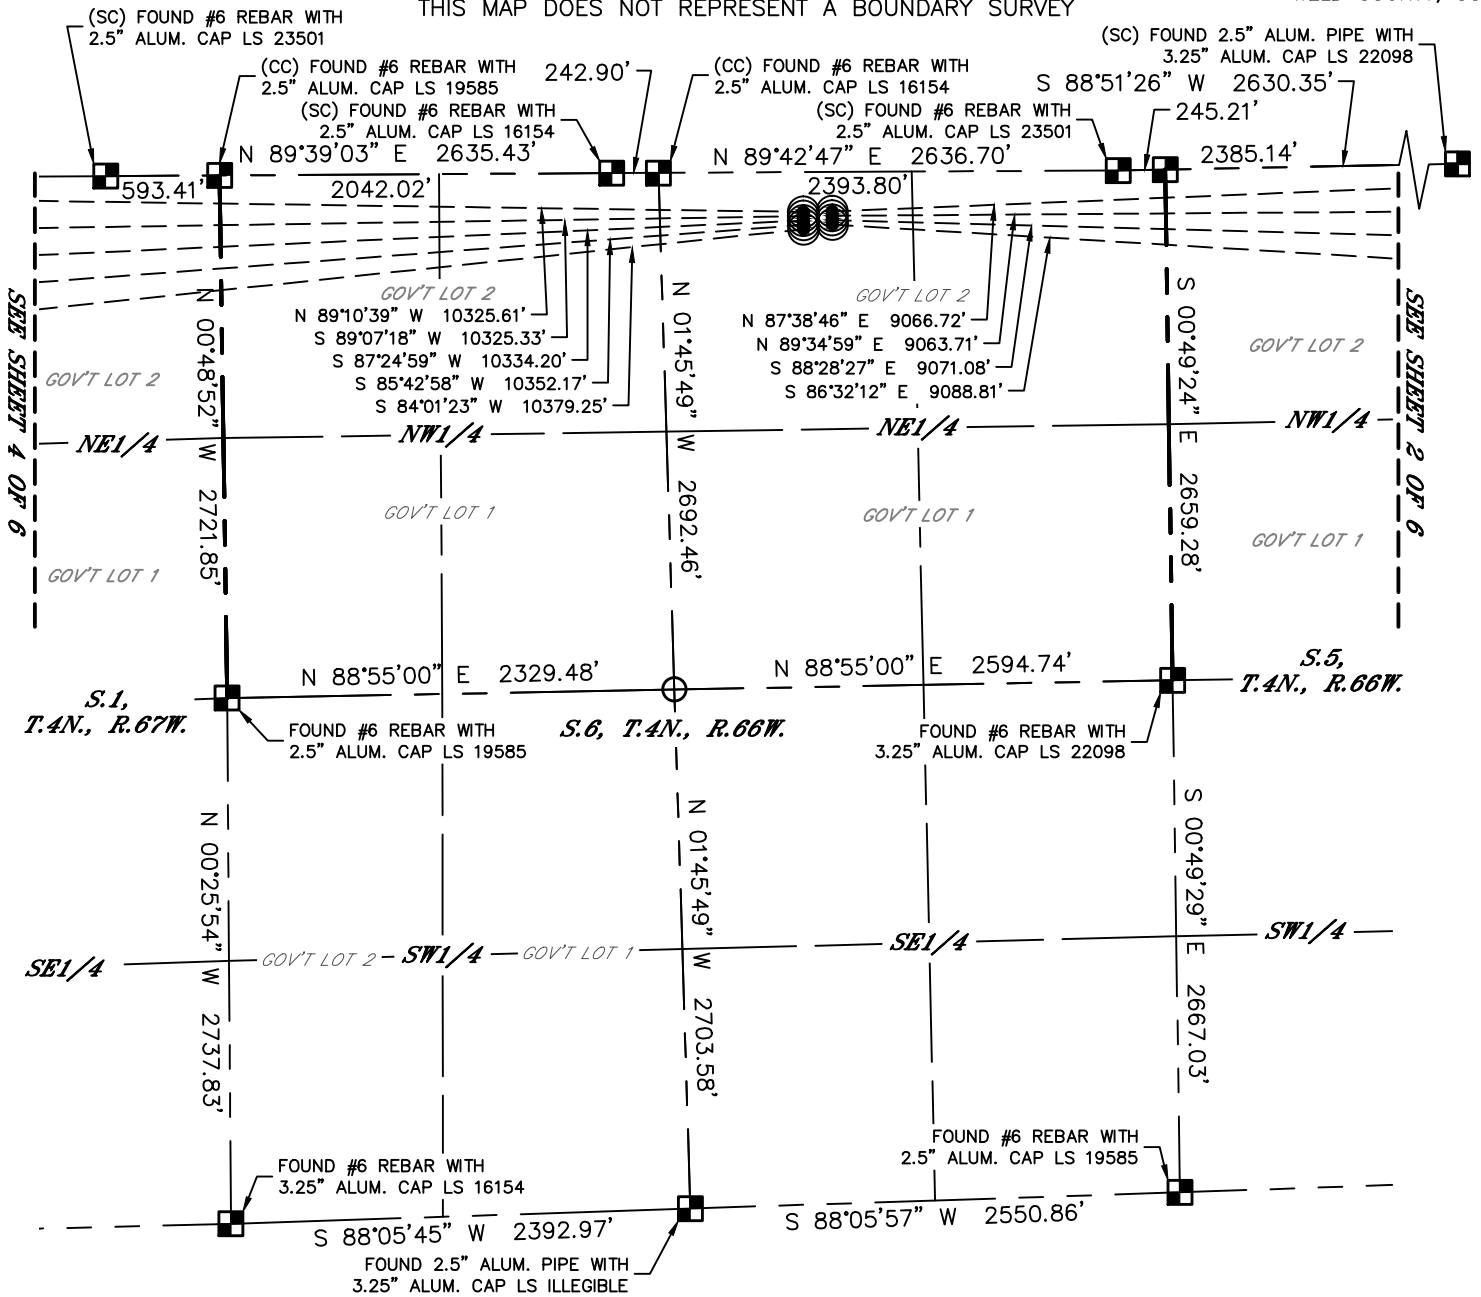 THIS MAP DOES NOT REPRESENT A BOUNDARY SURVEY
(SC) FOUND #6 REBAR WITH
2.5" ALUM. CAP LS 23501
(CC) FOUND #6 REBAR WITH
2.5" ALUM. CAP LS 19585
242.90'
(SC) FOUND #6 REBAR WITH
2.5" ALUM. CAP LS 16154
(CC) FOUND #6 REBAR WITH
2.5" ALUM. CAP LS 16154
(SC) FOUND 2.5" ALUM. PIPE WITH
3.25" ALUM. CAP LS 22098
S 88°51'26" W 2630.35'
(SC) FOUND #6 REBAR WITH
2.5" ALUM. CAP LS 23501
245.21'
N 89°39'03" E 2635.43'
N 89°42'47" E 2636.70'
2385.14'
593.41'
2042.02'
2393.80'
GOV'T LOT 2
GOV'T LOT 2
N 89°10'39" W 10325.61'
S 89°07'18" W 10325.33'
S 87°24'59" W 10334.20'
S 85°42'58" W 10352.17'
S 84°01'23" W 10379.25'
N 87°38'46" E 9066.72'
N 89°34'59" E 9063.71'
S 88°28'27" E 9071.08'
S 86°32'12" E 9088.81'
SEE SHEET 4 OF 6
N 00°48'52" W 2721.85'
N 01°45'49" W 2692.46'
S 00°49'24" E 2659.28'
SEE SHEET 2 OF 6
GOV'T LOT 2
GOV'T LOT 2
NE1/4
NW1/4
NE1/4
NW1/4
GOV'T LOT 1
GOV'T LOT 1
GOV'T LOT 1
GOV'T LOT 1
N 88°55'00" E 2329.48'
N 88°55'00" E 2594.74'
S.1,
T.4N., R.67W.
S.6, T.4N., R.66W.
S.5,
T.4N., R.66W.
FOUND #6 REBAR WITH
2.5" ALUM. CAP LS 19585
FOUND #6 REBAR WITH
3.25" ALUM. CAP LS 22098
N 00°25'54" W 2737.83'
N 01°45'49" W 2703.58'
S 00°49'29" E 2667.03'
SE1/4
GOV'T LOT 2
SW1/4
GOV'T LOT 1
SE1/4
SW1/4
FOUND #6 REBAR WITH
3.25" ALUM. CAP LS 16154
FOUND #6 REBAR WITH
2.5" ALUM. CAP LS 19585
S 88°05'45" W 2392.97'
S 88°05'57" W 2550.86'
FOUND 2.5" ALUM. PIPE WITH
3.25" ALUM. CAP LS ILLEGIBLE